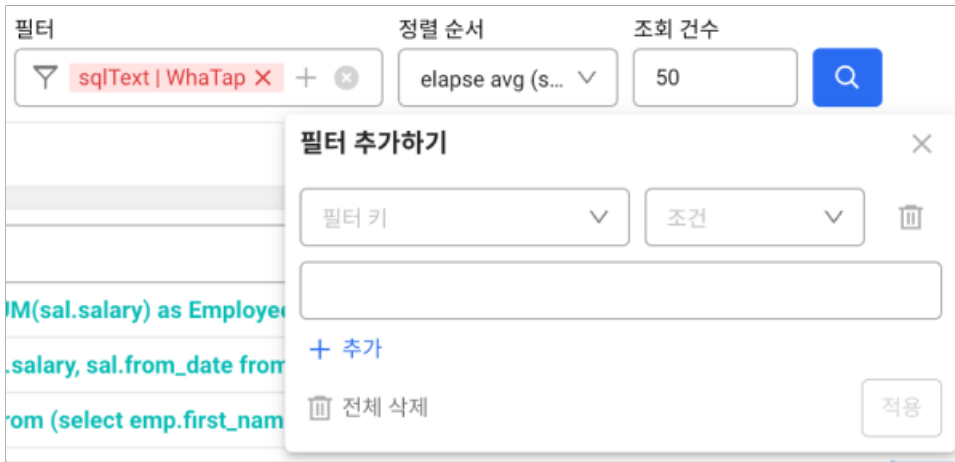 필터 정렬 순서 조회 건수
sqlText | WhaTap elapse avg (s... 50
필터 추가하기
필터 키 조건
UM(sal.salary) as Employe
.salary, sal.from_date from
+ 추가
rom (select emp.first_nam
전체 삭제 적용